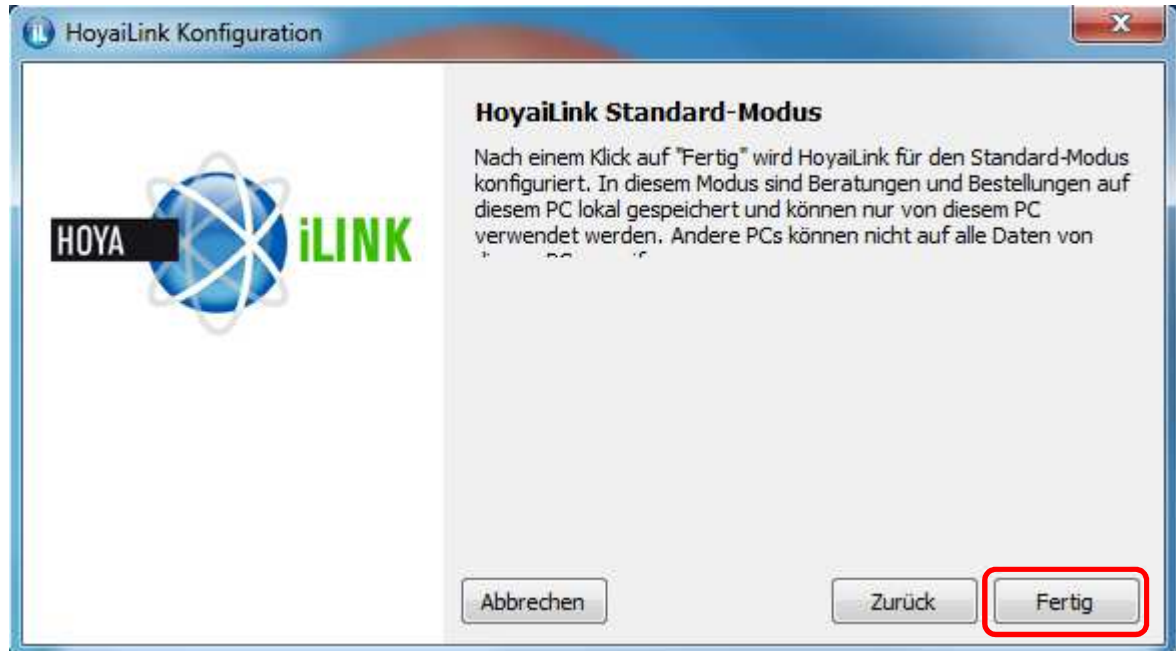 HoyaiLink Konfiguration
HoyaiLink Standard-Modus
Nach einem Klick auf "Fertig" wird HoyaiLink für den Standard-Modus
konfiguriert. In diesem Modus sind Beratungen und Bestellungen auf
diesem PC lokal gespeichert und können nur von diesem PC
verwendet werden. Andere PCs können nicht auf alle Daten von
HOYA iLINK
Abbrechen Zurück Fertig